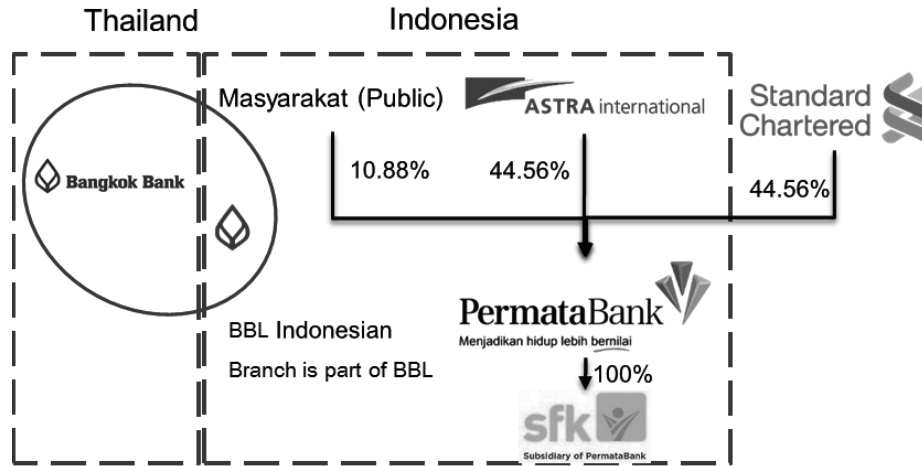 Thailand
Indonesia
Masyarakat (Public)
ASTRA international
Standard
Chartered
Bangkok Bank
10.88%
44.56%
44.56%
PermataBank
Menjadikan hidup lebih bernilai
BBL Indonesian
Branch is part of BBL
100%
sfk
Subsidiary of PermataBank